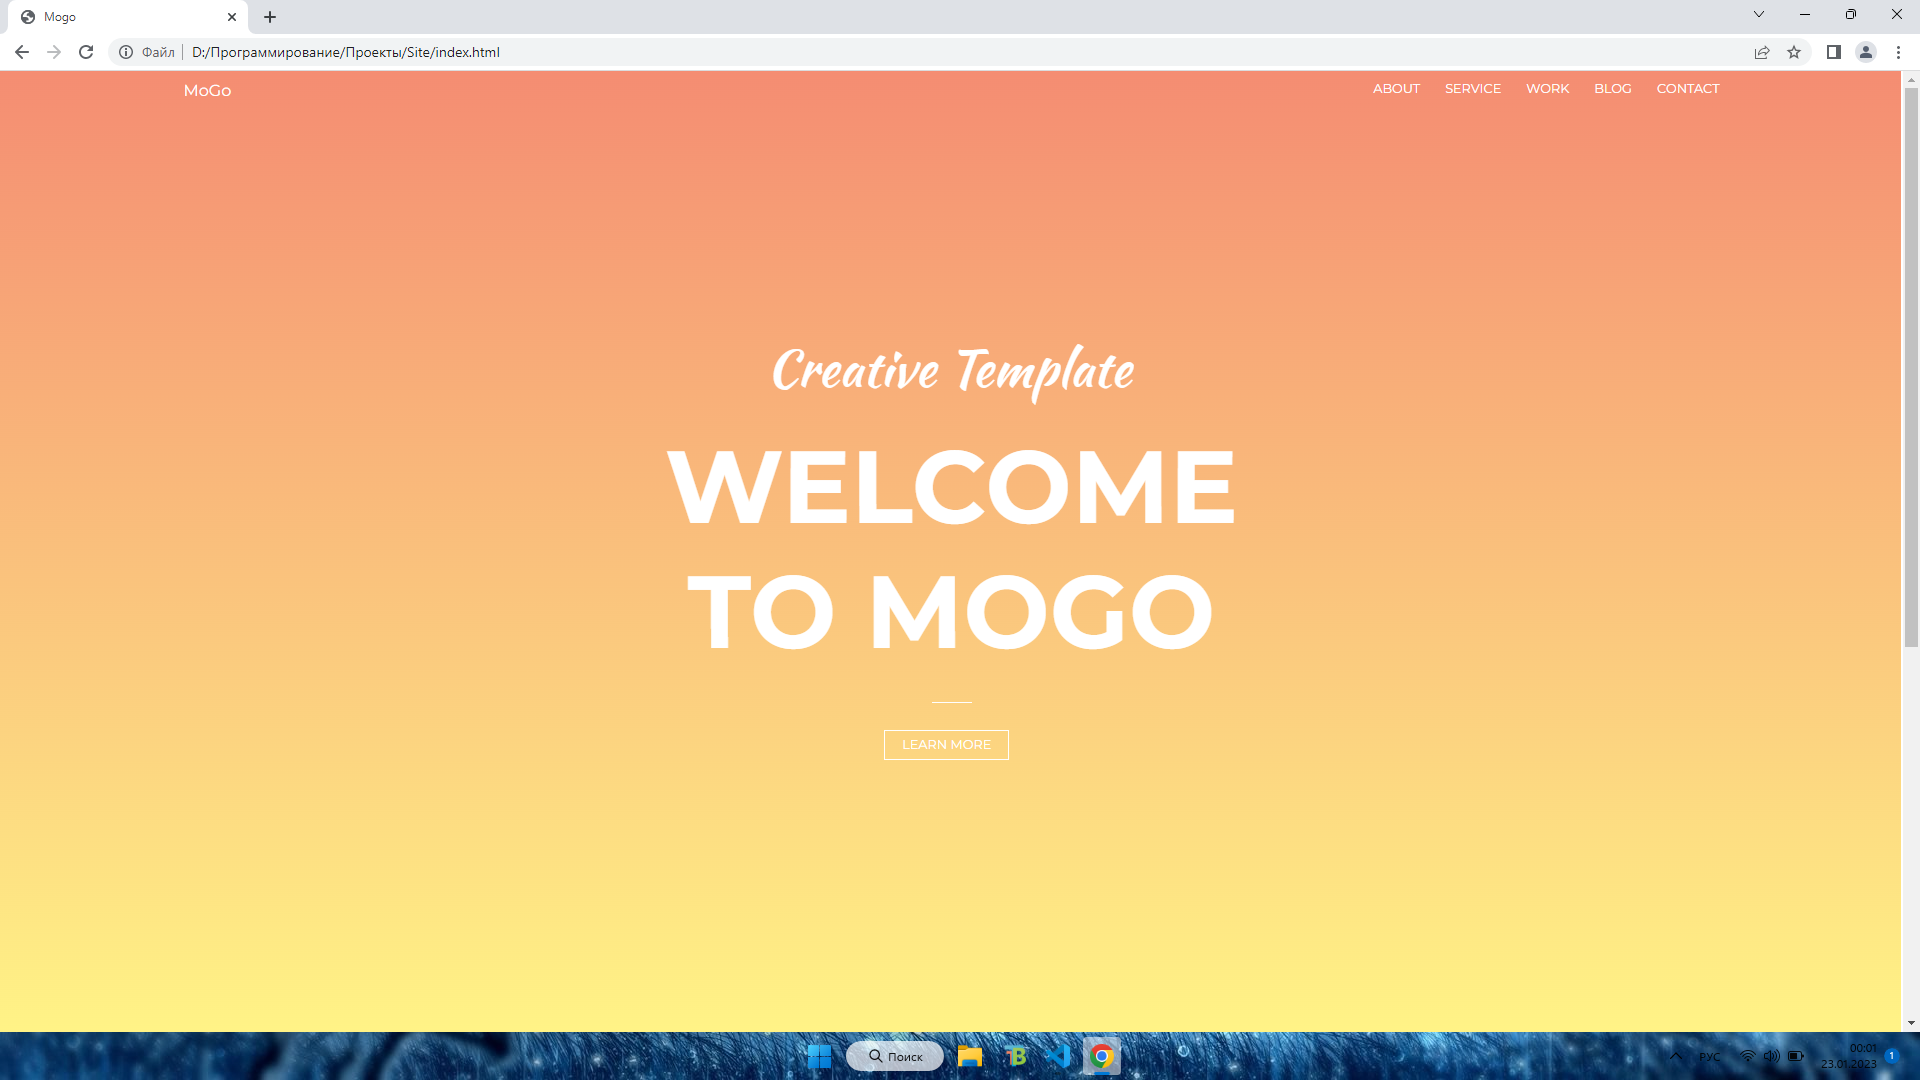 Mogo
Файл D:/Программирование/Проекты/Site/index.html
MoGo ABOUT SERVICE WORK BLOG CONTACT
Creative Template
WELCOME
TO MOGO
LEARN MORE
Поиск
РУС
00:01
23.01.2023
1